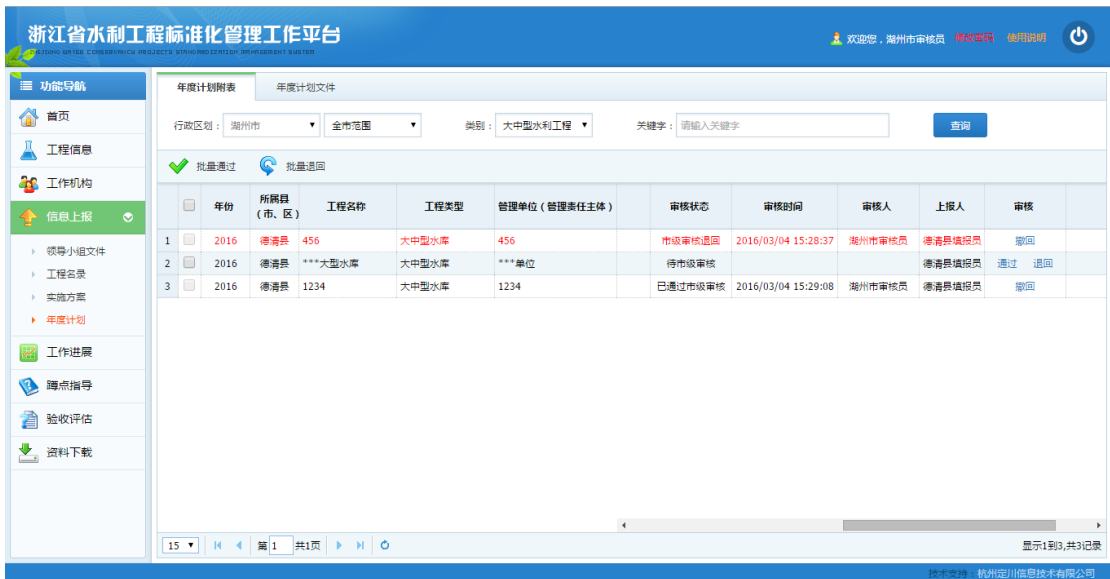 浙江省水利工程标准化管理工作平台
ZHEJIANG WATER CONSERVANCY PROJECTS STANDARDIZATION MANAGEMENT SYSTEM
欢迎您，湖州市审核员 修改密码 使用说明
功能导航
首页
工程信息
工作机构
信息上报
领导小组文件
工程名录
实施方案
年度计划
工作进展
蹲点指导
验收评估
资料下载
年度计划附表 年度计划文件
行政区划： 湖州市 全市范围 类别： 大中型水利工程 关键字： 请输入关键字 查询
批量通过 批量退回
年份 所属县（市、区） 工程名称 工程类型 管理单位（管理责任主体） 审核状态 审核时间 审核人 上报人 审核
1 2016 德清县 456 大中型水库 456 市级审核退回 2016/03/04 15:28:37 湖州市审核员 德清县填报员 撤回
2 2016 德清县 ***大型水库 大中型水库 ***单位 待市级审核 德清县填报员 通过 退回
3 2016 德清县 1234 大中型水库 1234 已通过市级审核 2016/03/04 15:29:08 湖州市审核员 德清县填报员 撤回
15 第 1 共1页 显示1到3,共3记录
技术支持：杭州定川信息技术有限公司